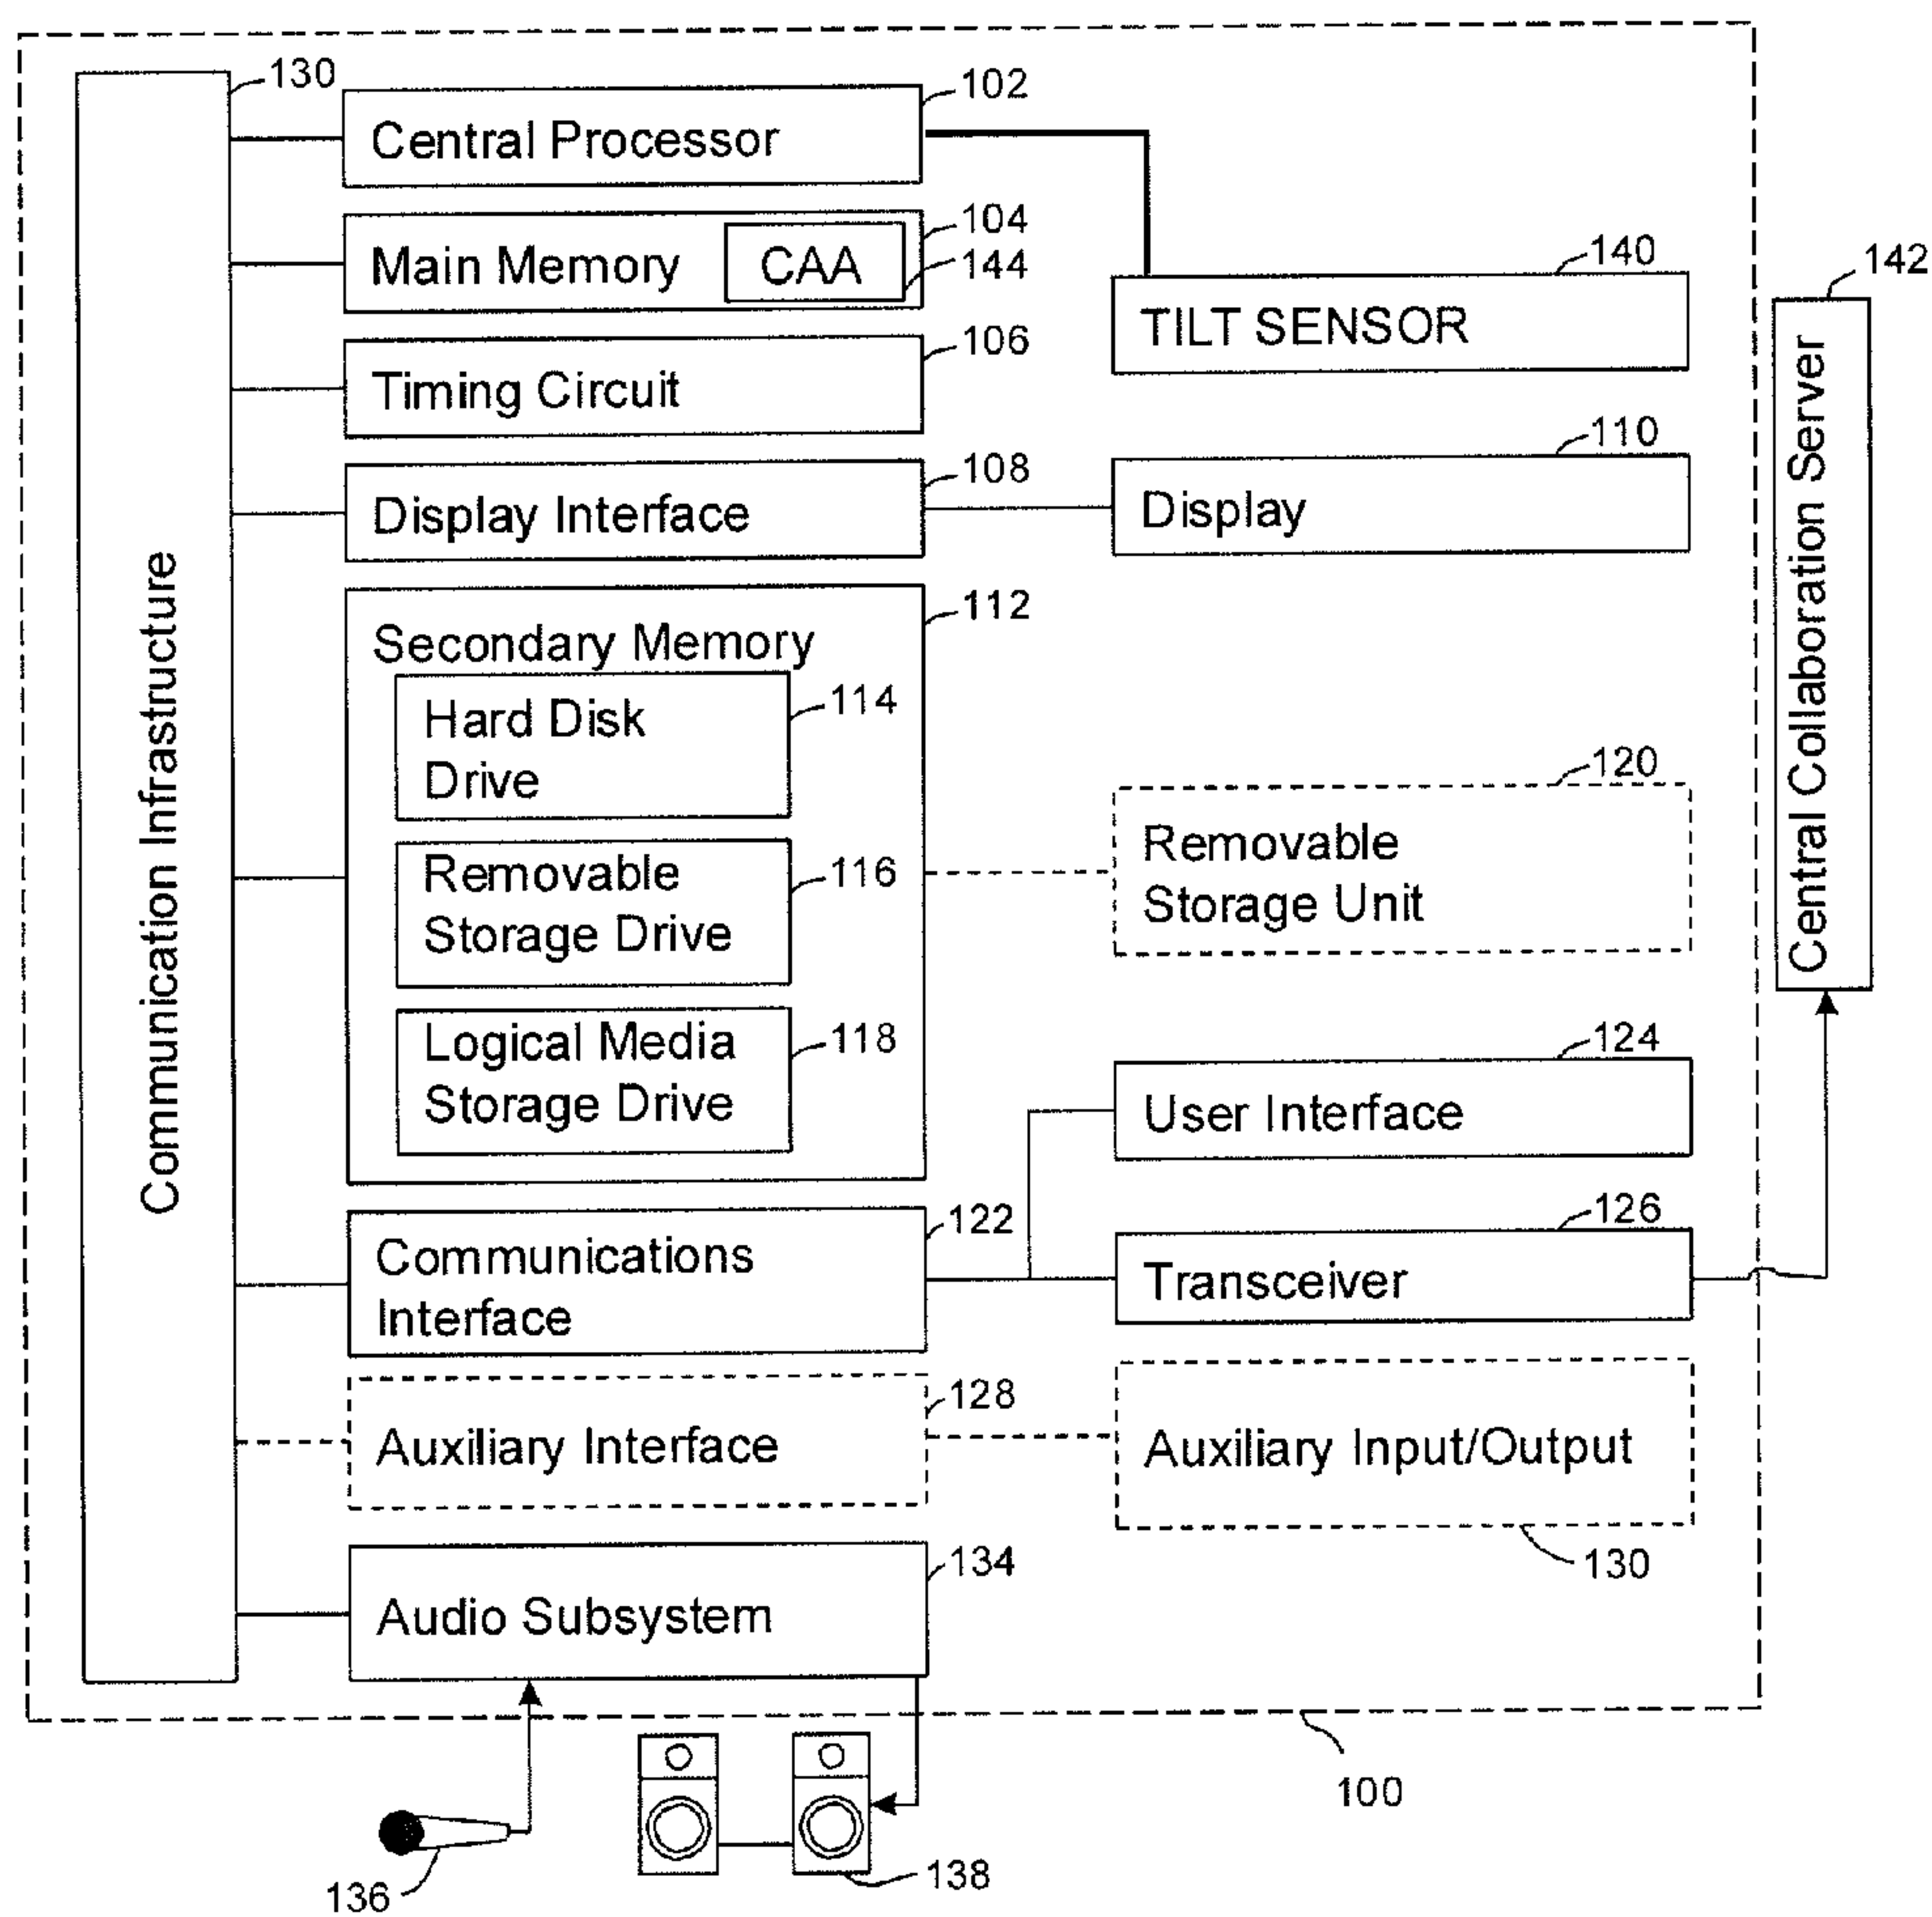 130
102
Central Processor
104
Main Memory
CAA
144
140
TILT SENSOR
142
Central Collaboration Server
106
Timing Circuit
110
108
Display Interface
Display
Communication Infrastructure
112
Secondary Memory
114
Hard Disk
Drive
120
Removable
Storage Unit
116
Removable
Storage Drive
118
Logical Media
Storage Drive
124
User Interface
122
Communications
Interface
126
Transceiver
128
Auxiliary Interface
Auxiliary Input/Output
130
134
Audio Subsystem
100
136
138